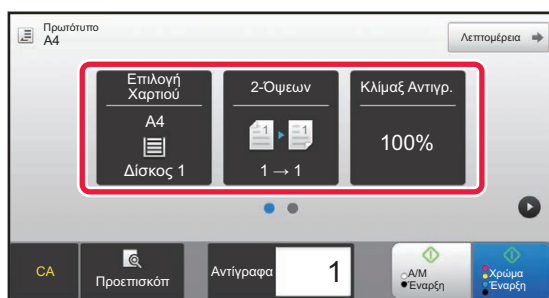 Πρωτότυπο
A4
Λεπτομέρεια
Επιλογή
Χαρτιού
A4
Δίσκος 1
2-Όψεων
1 → 1
Κλίμαξ Αντιγρ.
100%
CA
Προεπισκόπ
Αντίγραφα
1
Α/Μ
Έναρξη
Χρώμα
Έναρξη